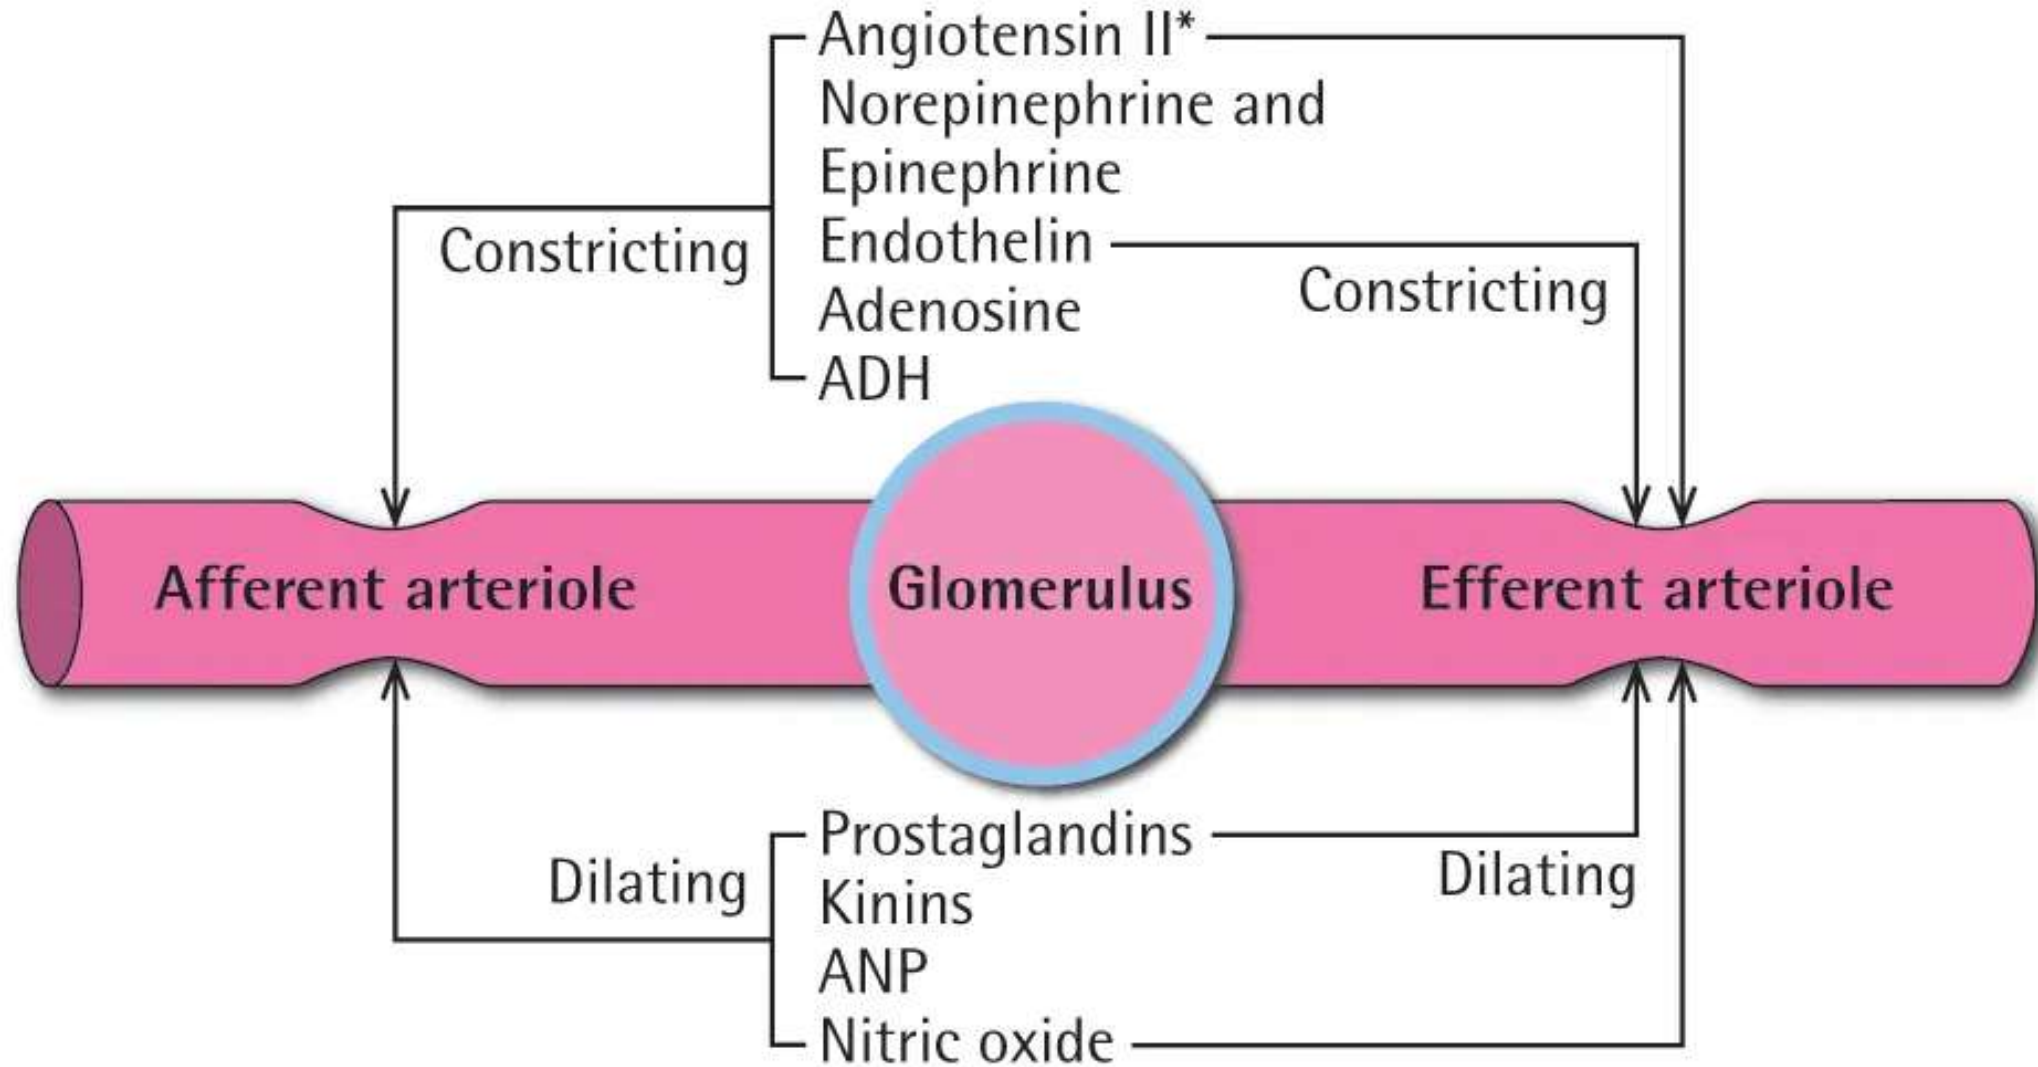 Angiotensin II*
Norepinephrine and
Epinephrine
Endothelin
Adenosine
ADH
Constricting
Constricting
Afferent arteriole
Glomerulus
Efferent arteriole
Prostaglandins
Kinins
ANP
Nitric oxide
Dilating
Dilating